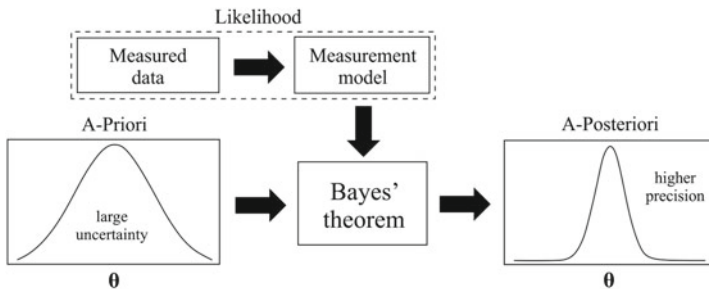 Likelihood
Measured
data
Measurement
model
A-Priori
large
uncertainty
θ
Bayes'
theorem
A-Posteriori
higher
precision
θ